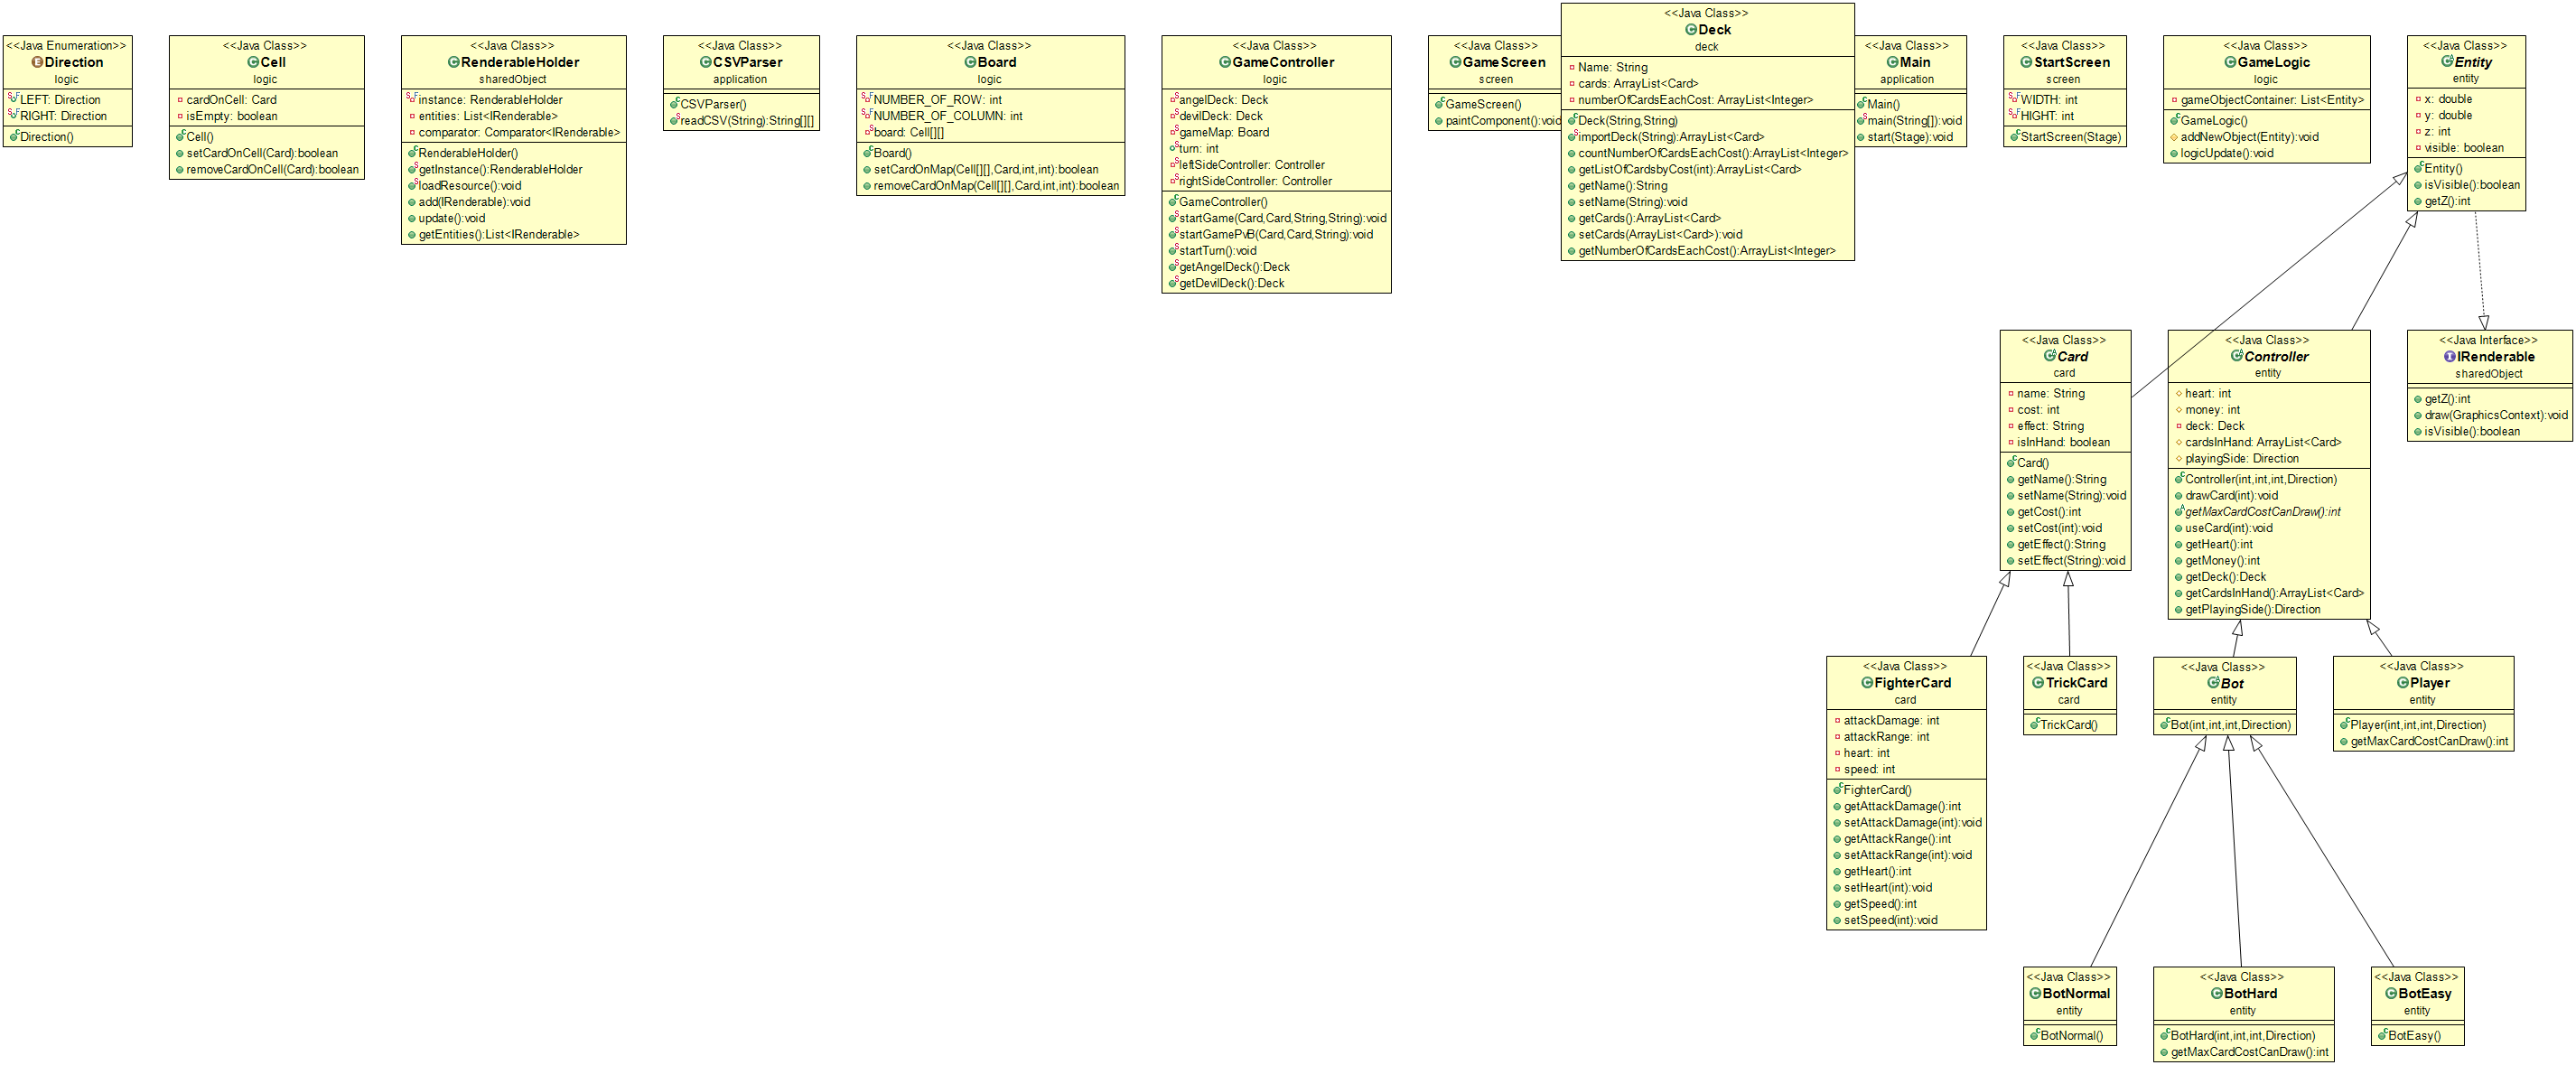 <<Java Enumeration>>
Direction
logic
LEFT: Direction
RIGHT: Direction
Direction()
<<Java Class>>
Cell
logic
cardOnCell: Card
isEmpty: boolean
Cell()
setCardOnCell(Card):boolean
removeCardOnCell(Card):boolean
<<Java Class>>
RenderableHolder
sharedObject
instance: RenderableHolder
entities: List<IRenderable>
comparator: Comparator<IRenderable>
RenderableHolder()
getInstance():RenderableHolder
loadResource():void
add(IRenderable):void
update():void
getEntities():List<IRenderable>
<<Java Class>>
CSVParser
application
CSVParser()
readCSV(String):String[][]
<<Java Class>>
Board
logic
NUMBER_OF_ROW: int
NUMBER_OF_COLUMN: int
board: Cell[][]
Board()
setCardOnMap(Cell[][],Card,int,int):boolean
removeCardOnMap(Cell[][],Card,int,int):boolean
<<Java Class>>
GameController
logic
angelDeck: Deck
devilDeck: Deck
gameMap: Board
turn: int
leftSideController: Controller
rightSideController: Controller
GameController()
startGame(Card,Card,String,String):void
startGamePvB(Card,Card,String):void
startTurn():void
getAngelDeck():Deck
getDevilDeck():Deck
<<Java Class>>
GameScreen
screen
GameScreen()
paintComponent():void
<<Java Class>>
Deck
deck
Name: String
cards: ArrayList<Card>
numberOfCardsEachCost: ArrayList<Integer>
Deck(String,String)
importDeck(String):ArrayList<Card>
countNumberOfCardsEachCost():ArrayList<Integer>
getListOfCardsbyCost(int):ArrayList<Card>
getName():String
setName(String):void
getCards():ArrayList<Card>
setCards(ArrayList<Card>):void
getNumberOfCardsEachCost():ArrayList<Integer>
<<Java Class>>
Main
application
Main()
main(String[]):void
start(Stage):void
<<Java Class>>
StartScreen
screen
WIDTH: int
HIGHT: int
StartScreen(Stage)
<<Java Class>>
GameLogic
logic
gameObjectContainer: List<Entity>
GameLogic()
addNewObject(Entity):void
logicUpdate():void
<<Java Class>>
Entity
entity
x: double
y: double
z: int
visible: boolean
Entity()
isVisible():boolean
getZ():int
<<Java Class>>
Card
card
name: String
cost: int
effect: String
isInHand: boolean
Card()
getName():String
setName(String):void
getCost():int
setCost(int):void
getEffect():String
setEffect(String):void
<<Java Class>>
Controller
entity
heart: int
money: int
deck: Deck
cardsInHand: ArrayList<Card>
playingSide: Direction
Controller(int,int,int,Direction)
drawCard(int):void
getMaxCardCostCanDraw():int
useCard(int):void
getHeart():int
getMoney():int
getDeck():Deck
getCardsInHand():ArrayList<Card>
getPlayingSide():Direction
<<Java Interface>>
IRenderable
sharedObject
getZ():int
draw(GraphicsContext):void
isVisible():boolean
<<Java Class>>
FighterCard
card
attackDamage: int
attackRange: int
heart: int
speed: int
FighterCard()
getAttackDamage():int
setAttackDamage(int):void
getAttackRange():int
setAttackRange(int):void
getHeart():int
setHeart(int):void
getSpeed():int
setSpeed(int):void
<<Java Class>>
TrickCard
card
TrickCard()
<<Java Class>>
Bot
entity
Bot(int,int,int,Direction)
<<Java Class>>
Player
entity
Player(int,int,int,Direction)
getMaxCardCostCanDraw():int
<<Java Class>>
BotNormal
entity
BotNormal()
<<Java Class>>
BotHard
entity
BotHard(int,int,int,Direction)
getMaxCardCostCanDraw():int
<<Java Class>>
BotEasy
entity
BotEasy()